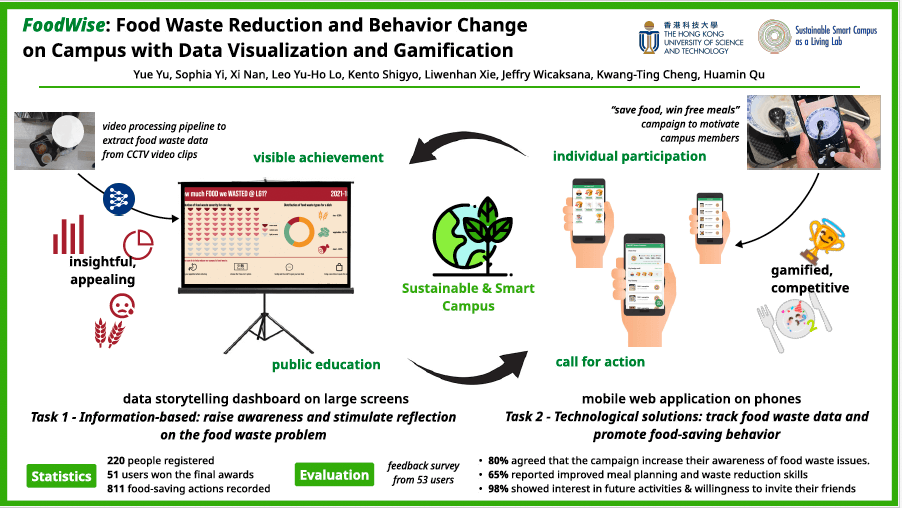 FoodWise: Food Waste Reduction and Behavior Change
on Campus with Data Visualization and Gamification
香港科技大學
THE HONG KONG
UNIVERSITY OF SCIENCE
AND TECHNOLOGY
Sustainable Smart Campus
as a Living Lab
Yue Yu, Sophia Yi, Xi Nan, Leo Yu-Ho Lo, Kento Shigyo, Liwenhan Xie, Jeffry Wicaksana, Kwang-Ting Cheng, Huamin Qu
video processing pipeline to
extract food waste data
from CCTV video clips
"save food, win free meals"
campaign to motivate
campus members
visible achievement
individual participation
w much FOOD we WASTED @ LG1? 2021-1
insightful,
appealing
gamified,
competitive
Sustainable & Smart
Campus
public education
call for action
data storytelling dashboard on large screens
Task 1 - Information-based: raise awareness and stimulate reflection
on the food waste problem
mobile web application on phones
Task 2 - Technological solutions: track food waste data and
promote food-saving behavior
Statistics
220 people registered
51 users won the final awards
811 food-saving actions recorded
Evaluation
feedback survey
from 53 users
• 80% agreed that the campaign increase their awareness of food waste issues.
• 65% reported improved meal planning and waste reduction skills
• 98% showed interest in future activities & willingness to invite their friends